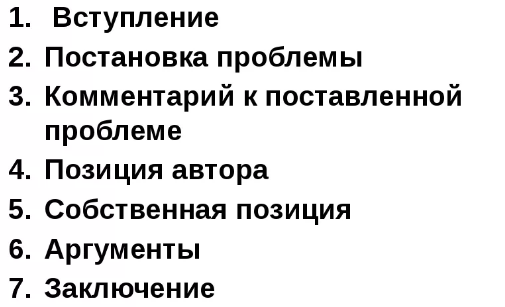 1. Вступление
2. Постановка проблемы
3. Комментарий к поставленной
проблеме
4. Позиция автора
5. Собственная позиция
6. Аргументы
7. Заключение